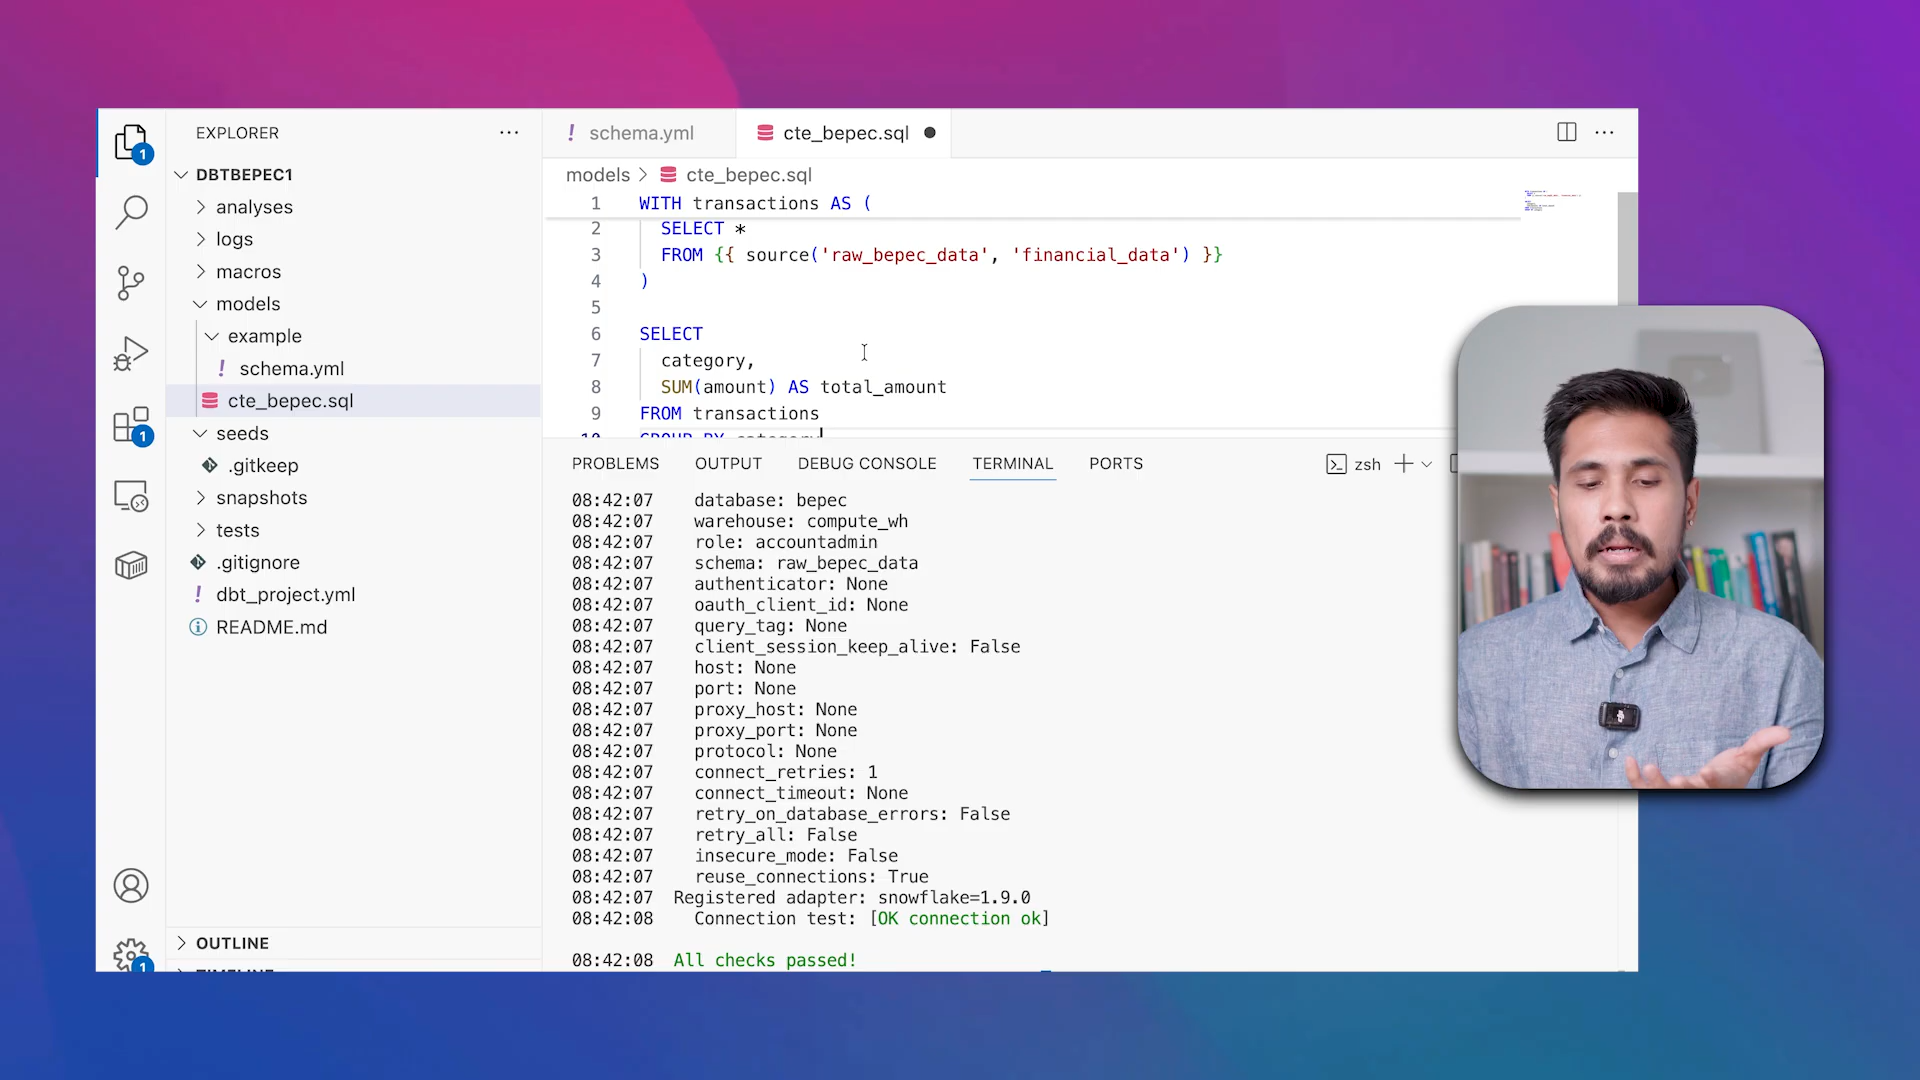 EXPLORER
DBTBEPEC1
analyses
logs
macros
models
example
schema.yml
cte_bepec.sql
seeds
.gitkeep
snapshots
tests
.gitignore
dbt_project.yml
README.md
OUTLINE
TIMELINE
1
1
1
schema.yml
cte_bepec.sql
models > cte_bepec.sql
1 WITH transactions AS (
2 SELECT *
3 FROM {{ source('raw_bepec_data', 'financial_data') }}
4 )
5
6 SELECT
7 category,
8 SUM(amount) AS total_amount
9 FROM transactions
10 GROUP BY category
PROBLEMS OUTPUT DEBUG CONSOLE TERMINAL PORTS zsh
08:42:07 database: bepec
08:42:07 warehouse: compute_wh
08:42:07 role: accountadmin
08:42:07 schema: raw_bepec_data
08:42:07 authenticator: None
08:42:07 oauth_client_id: None
08:42:07 query_tag: None
08:42:07 client_session_keep_alive: False
08:42:07 host: None
08:42:07 port: None
08:42:07 proxy_host: None
08:42:07 proxy_port: None
08:42:07 protocol: None
08:42:07 connect_retries: 1
08:42:07 connect_timeout: None
08:42:07 retry_on_database_errors: False
08:42:07 retry_all: False
08:42:07 insecure_mode: False
08:42:07 reuse_connections: True
08:42:07 Registered adapter: snowflake=1.9.0
08:42:08 Connection test: [OK connection ok]
08:42:08 All checks passed!